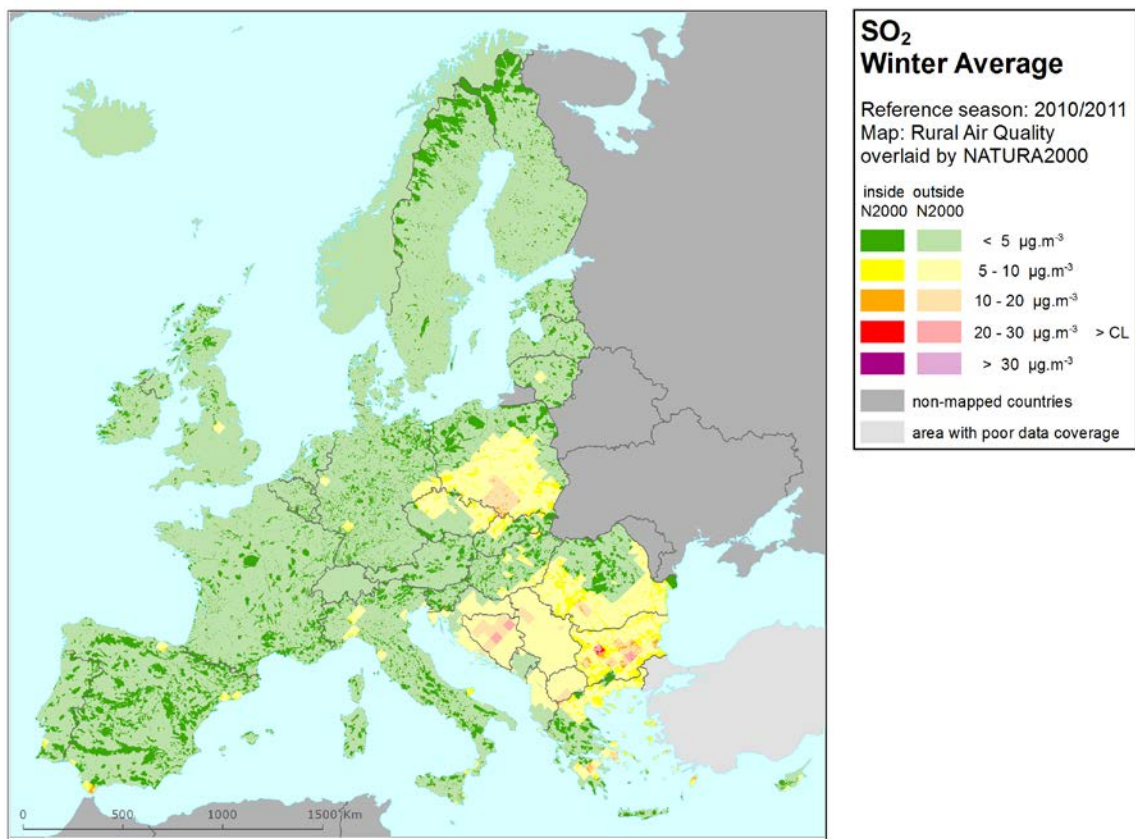 SO₂
Winter Average
Reference season: 2010/2011
Map: Rural Air Quality
overlaid by NATURA2000
inside outside
N2000 N2000
< 5 µg.m⁻³
5 - 10 µg.m⁻³
10 - 20 µg.m⁻³
20 - 30 µg.m⁻³ > CL
> 30 µg.m⁻³
non-mapped countries
area with poor data coverage
0 500 1000 1500 Km